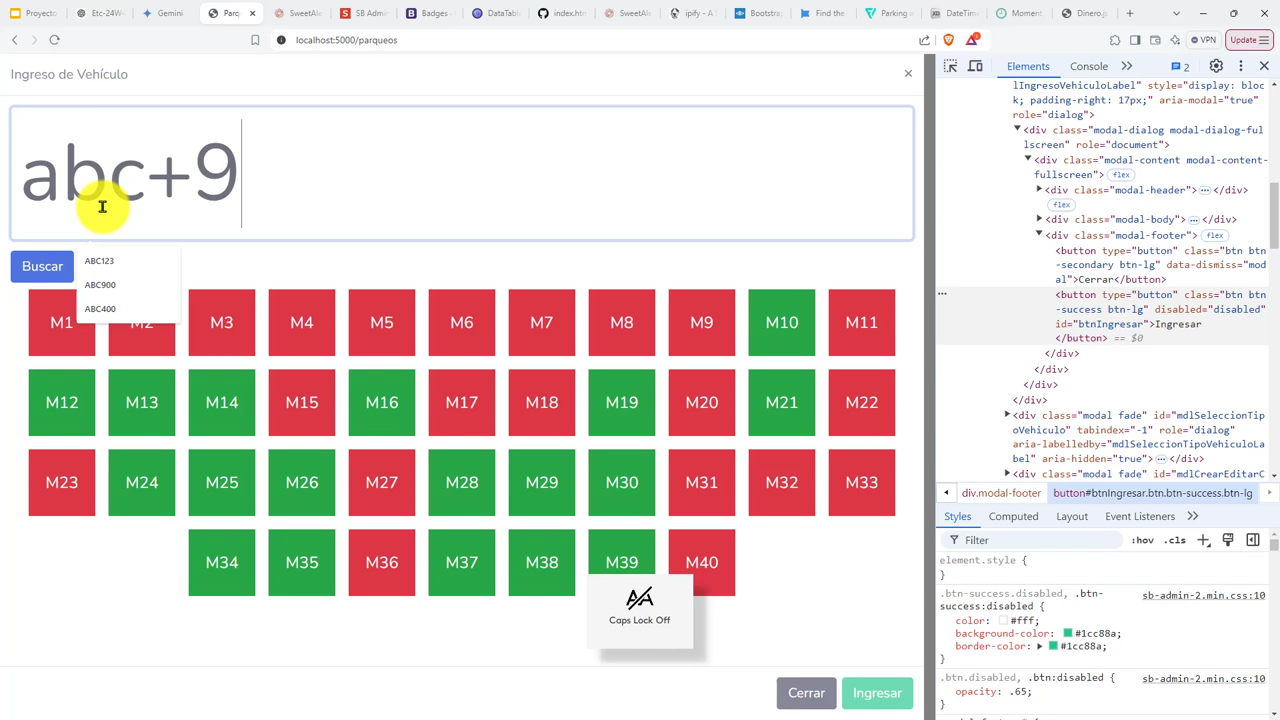 Proyecto
Etc-24W
Gemini
Parq
SweetAle
SB Admin
Badges -
DataTabl
index.htm
SweetAle
ipify - A f
Bootstrap
Find the
Parking a
DateTime
Moment.
Dinero.js
localhost:5000/parqueos
VPN
Update
Ingreso de Vehículo
×
abc+9
Buscar
ABC123
ABC900
ABC400
M1 M2 M3 M4 M5 M6 M7 M8 M9 M10 M11
M12 M13 M14 M15 M16 M17 M18 M19 M20 M21 M22
M23 M24 M25 M26 M27 M28 M29 M30 M31 M32 M33
M34 M35 M36 M37 M38 M39 M40
Caps Lock Off
Cerrar Ingresar
Elements Console 2
lIngresoVehiculoLabel" style="display: bloc
k; padding-right: 17px;" aria-modal="true"
role="dialog">
<div class="modal-dialog modal-dialog-fu
llscreen" role="document">
<div class="modal-content modal-content-
fullscreen"> flex
<div class="modal-header"> ⋯ </div>
flex
<div class="modal-body"> ⋯ </div>
<div class="modal-footer"> flex
<button type="button" class="btn btn
-secondary btn-lg" data-dismiss="mod
al">Cerrar</button>
<button type="button" class="btn btn
-success btn-lg" disabled="disabled"
id="btnIngresar">Ingresar
</button> == $0
</div>
</div>
</div>
</div>
<div class="modal fade" id="mdlSeleccionTip
oVehiculo" tabindex="-1" role="dialog"
aria-labelledby="mdlSeleccionTipoVehiculoLa
bel" aria-hidden="true"> ⋯ </div>
<div class="modal fade" id="mdlCrearEditarC
div.modal-footer button#btnIngresar.btn.btn-success.btn-lg
Styles Computed Layout Event Listeners
Filter :hov .cls
element.style {
}
.btn-success.disabled, .btn- sb-admin-2.min.css:10
success:disabled {
color: #fff;
background-color: #1cc88a;
border-color: #1cc88a;
}
.btn.disabled, .btn:disabled { sb-admin-2.min.css:10
opacity: .65;
}